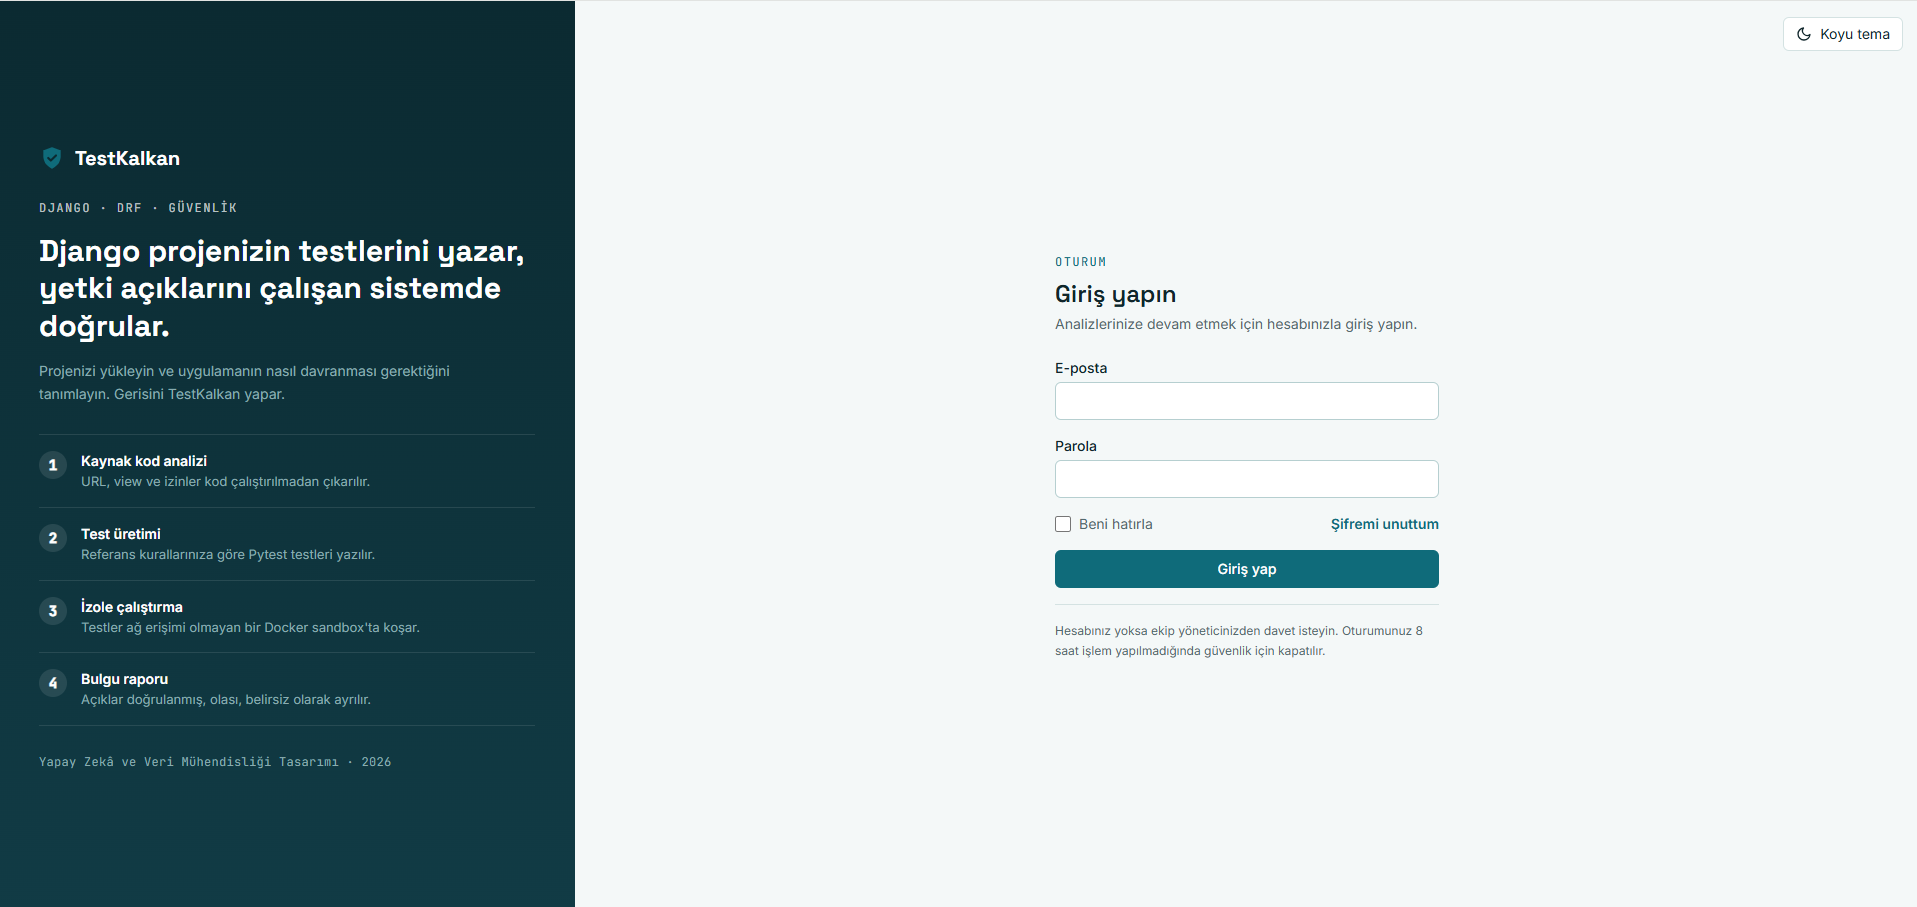 Koyu tema
TestKalkan
DJANGO · DRF · GÜVENLİK
Django projenizin testlerini yazar,
yetki açıklarını çalışan sistemde
doğrular.
Projenizi yükleyin ve uygulamanın nasıl davranması gerektiğini
tanımlayın. Gerisini TestKalkan yapar.
1
Kaynak kod analizi
URL, view ve izinler kod çalıştırılmadan çıkarılır.
2
Test üretimi
Referans kurallarınıza göre Pytest testleri yazılır.
3
İzole çalıştırma
Testler ağ erişimi olmayan bir Docker sandbox'ta koşar.
4
Bulgu raporu
Açıklar doğrulanmış, olası, belirsiz olarak ayrılır.
Yapay Zekâ ve Veri Mühendisliği Tasarımı · 2026
OTURUM
Giriş yapın
Analizlerinize devam etmek için hesabınızla giriş yapın.
E-posta
Parola
Beni hatırla
Şifremi unuttum
Giriş yap
Hesabınız yoksa ekip yöneticinizden davet isteyin. Oturumunuz 8
saat işlem yapılmadığında güvenlik için kapatılır.